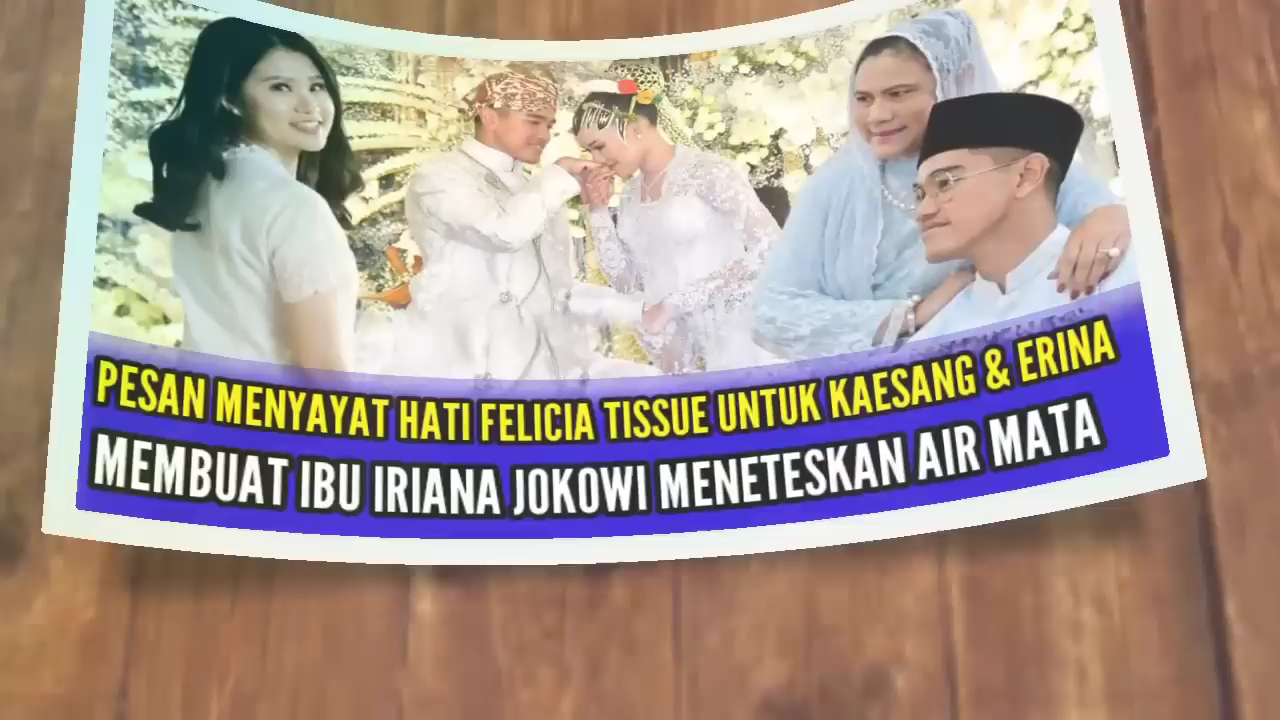 PESAN MENYAYAT HATI FELICIA TISSUE UNTUK KAESANG & ERINA
MEMBUAT IBU IRIANA JOKOWI MENETESKAN AIR MATA